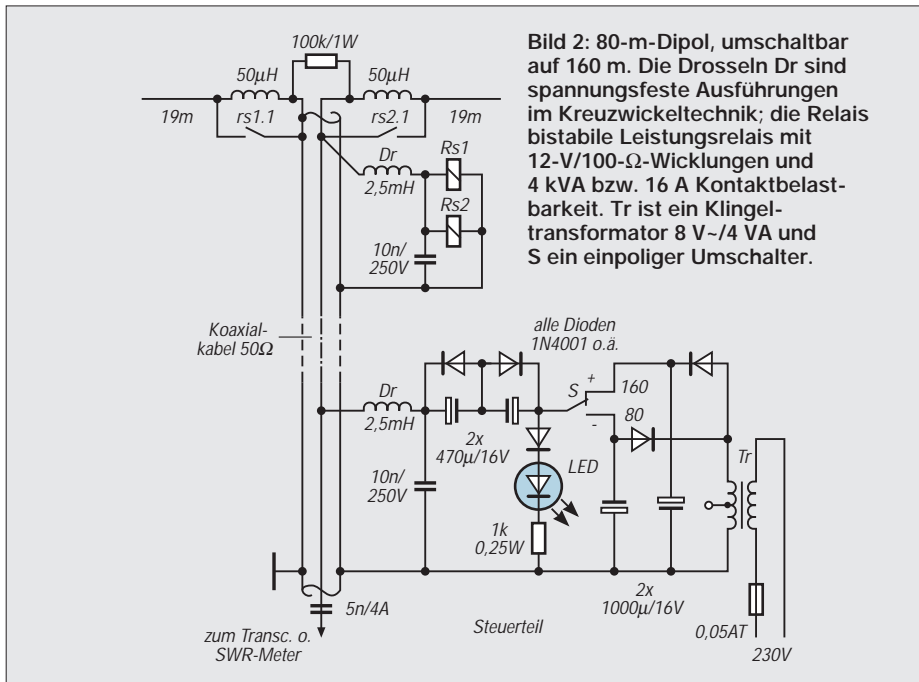 Bild 2: 80-m-Dipol, umschaltbar
auf 160 m. Die Drosseln Dr sind
spannungsfeste Ausführungen
im Kreuzwickeltechnik; die Relais
bistabile Leistungsrelais mit
12-V/100-Ω-Wicklungen und
4 kVA bzw. 16 A Kontaktbelast-
barkeit. Tr ist ein Klingel-
transformator 8 V~/4 VA und
S ein einpoliger Umschalter.
100k/1W
50µH
50µH
19m
rs1.1
rs2.1
19m
Dr
2,5mH
Rs1
Rs2
10n/
250V
Koaxial-
kabel 50Ω
alle Dioden
1N4001 o.ä.
Dr
2,5mH
S
+
160
-
80
2x
470µ/16V
LED
Tr
10n/
250V
1k
0,25W
5n/4A
2x
1000µ/16V
zum Transc. o.
SWR-Meter
Steuerteil
0,05AT
230V